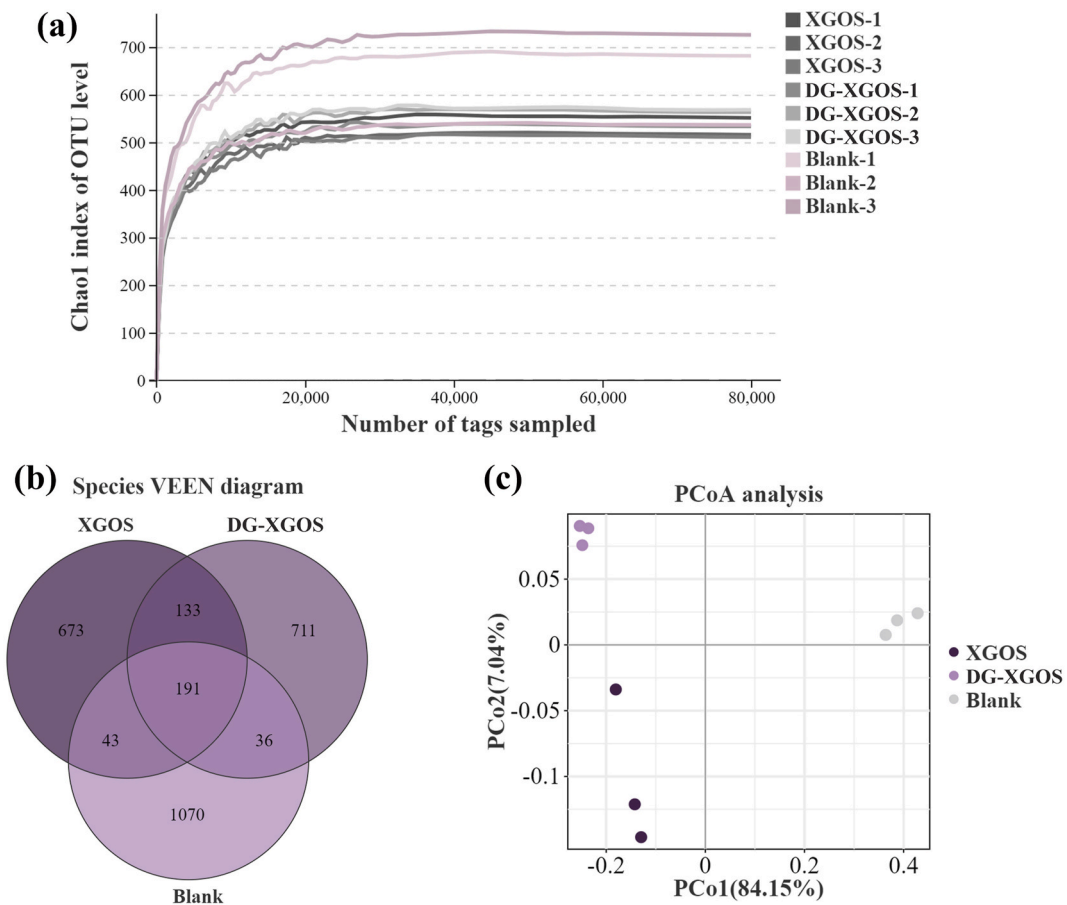 (a)
Chao1 index of OTU level
700
600
500
400
300
200
100
0
0
20,000
40,000
60,000
80,000
Number of tags sampled
XGOS-1
XGOS-2
XGOS-3
DG-XGOS-1
DG-XGOS-2
DG-XGOS-3
Blank-1
Blank-2
Blank-3
(b)
Species VEEN diagram
XGOS
DG-XGOS
673
133
711
191
43
36
1070
Blank
(c)
PCoA analysis
PCo2(7.04%)
0.05
0
-0.05
-0.1
-0.2
0
0.2
0.4
PCo1(84.15%)
XGOS
DG-XGOS
Blank